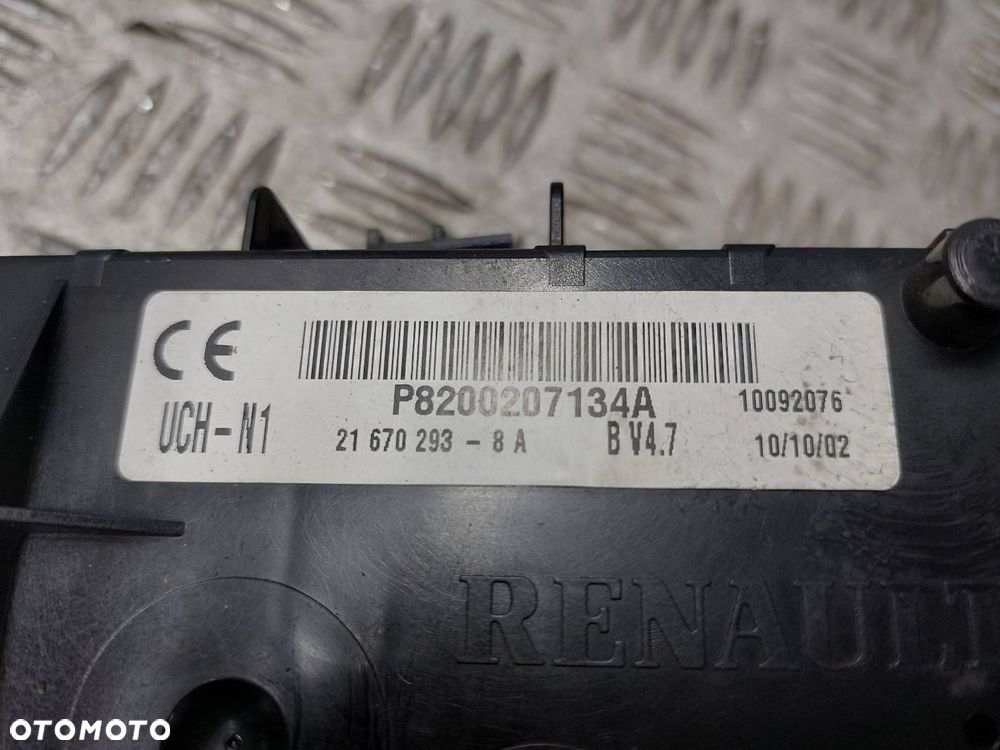 CE
P8200207134A 10092076
UCH-N1 21 670 293 - 8 A B V4.7 10/10/02
RENAULT
OTOMOTO